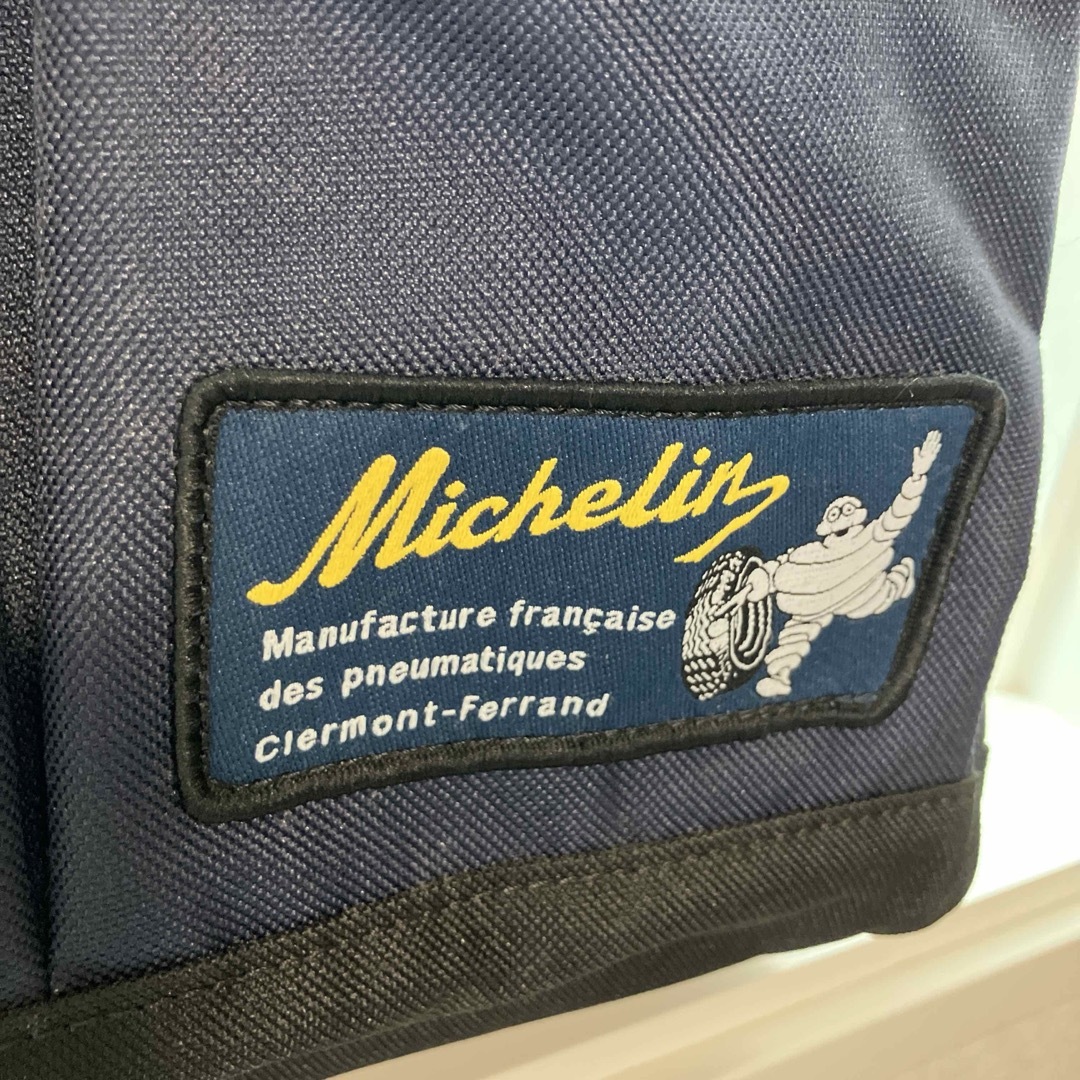 Michelin
Manufacture française
des pneumatiques
Clermont-Ferrand